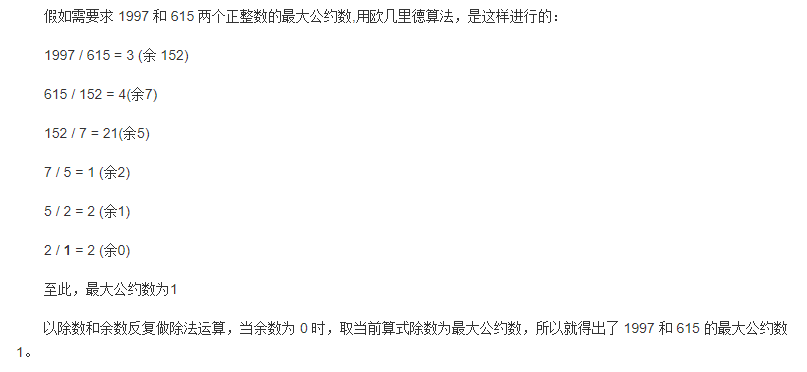 假如需要求 1997 和 615 两个正整数的最大公约数,用欧几里德算法，是这样进行的：
1997 / 615 = 3 (余 152)
615 / 152 = 4(余7)
152 / 7 = 21(余5)
7 / 5 = 1 (余2)
5 / 2 = 2 (余1)
2 / 1 = 2 (余0)
至此，最大公约数为1
以除数和余数反复做除法运算，当余数为 0 时，取当前算式除数为最大公约数，所以就得出了 1997 和 615 的最大公约数
1。